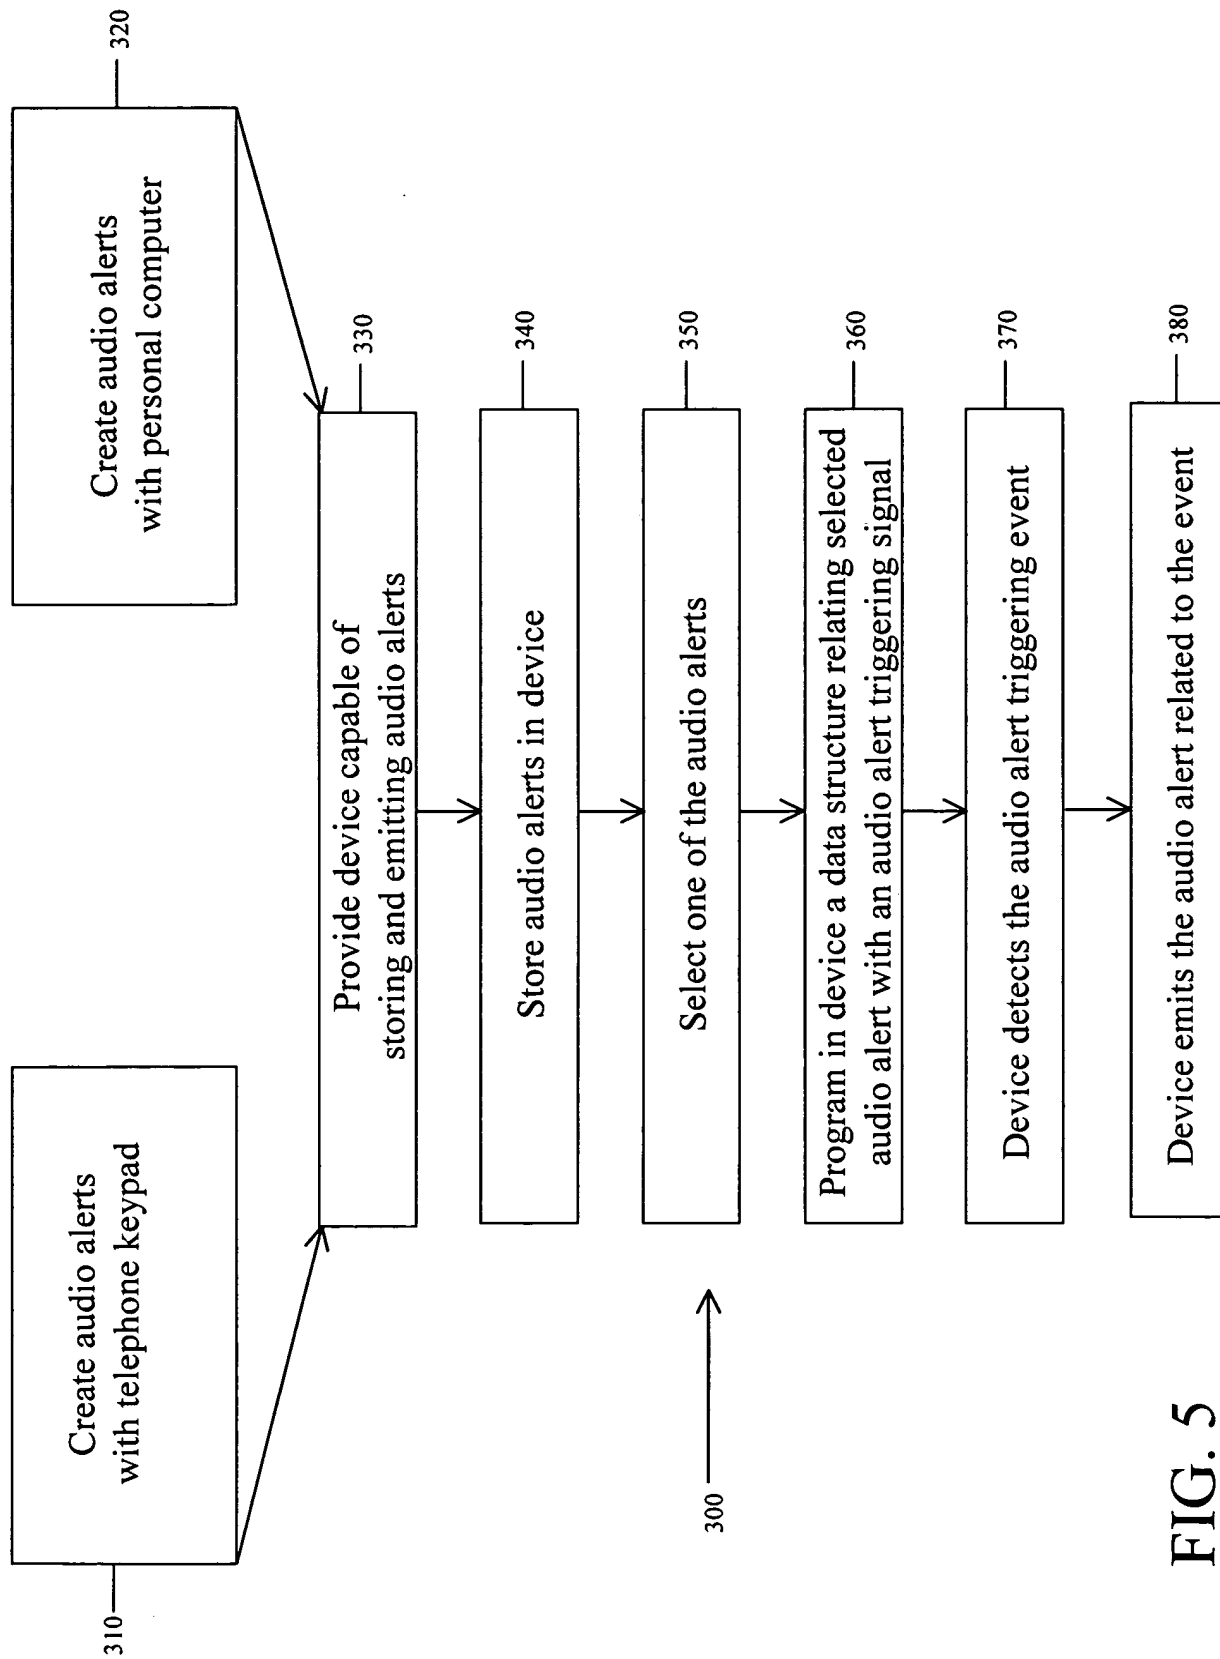 310
Create audio alerts
with telephone keypad
Create audio alerts
with personal computer
320
Provide device capable of
storing and emitting audio alerts
330
Store audio alerts in device
340
300
Select one of the audio alerts
350
Program in device a data structure relating selected
audio alert with an audio alert triggering signal
360
Device detects the audio alert triggering event
370
Device emits the audio alert related to the event
380
FIG. 5